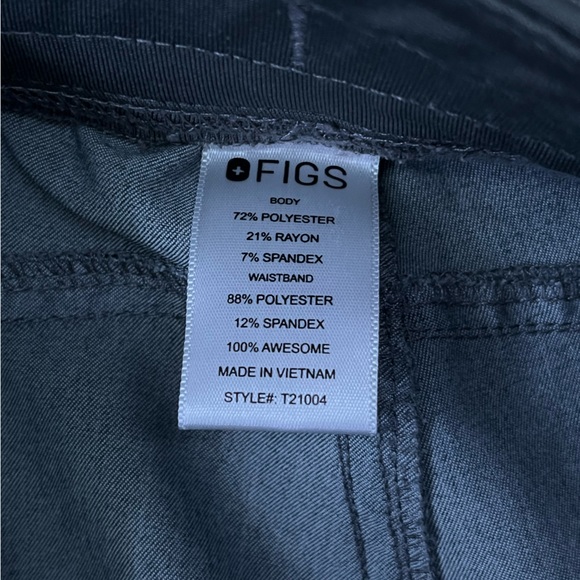 FIGS
BODY
72% POLYESTER
21% RAYON
7% SPANDEX
WAISTBAND
88% POLYESTER
12% SPANDEX
100% AWESOME
MADE IN VIETNAM
STYLE#: T21004